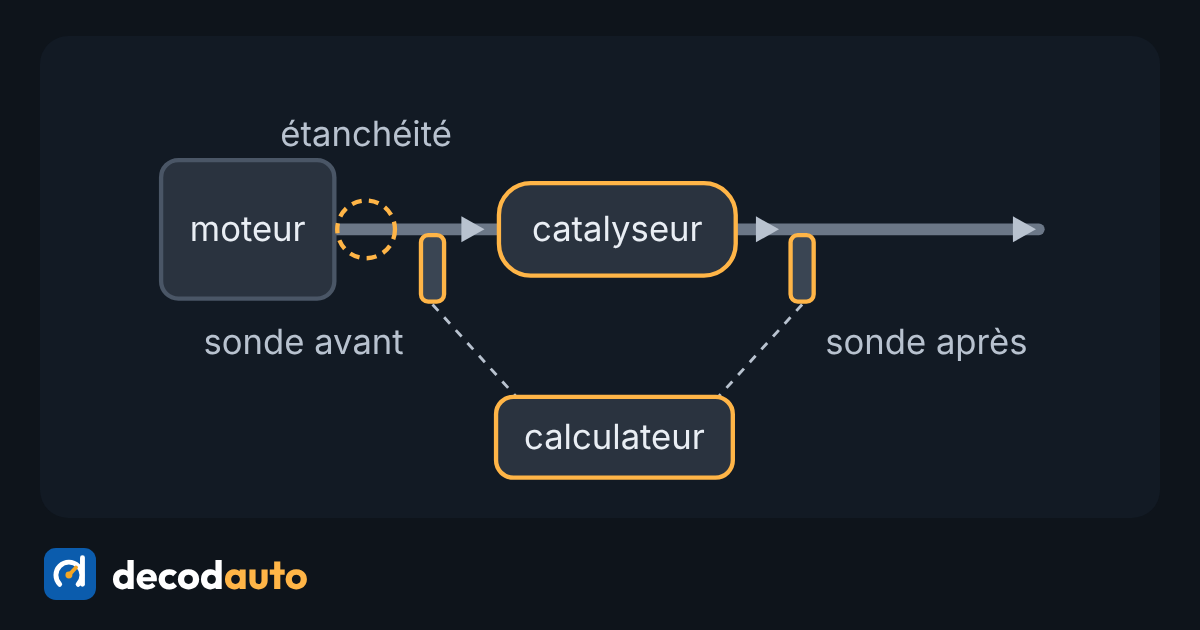 étanchéité
moteur
catalyseur
sonde avant
sonde après
calculateur
decodauto